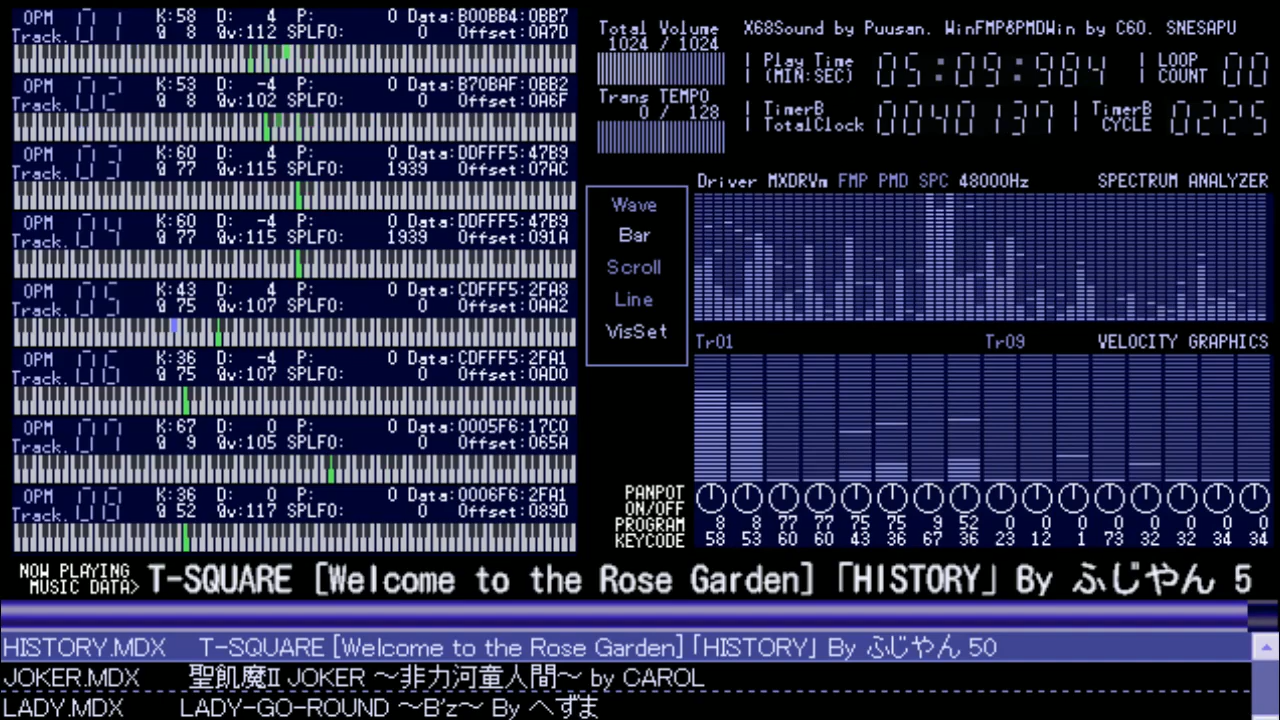 OPM K:58 D: 4 P: 0 Data:B00BB4:0BB7
Track. 01 @ 8 @v:112 SPLFO: 0 Offset:0A7D
OPM K:53 D: -4 P: 0 Data:B70BAF:0BB2
Track. 02 @ 8 @v:102 SPLFO: 0 Offset:0A6F
OPM K:60 D: 4 P: 0 Data:DDFFF5:47B9
Track. 03 @ 77 @v:115 SPLFO: 1939 Offset:07AC
OPM K:60 D: -4 P: 0 Data:DDFFF5:47B9
Track. 04 @ 77 @v:115 SPLFO: 1939 Offset:091A
OPM K:43 D: 4 P: 0 Data:CDFFF5:2FA8
Track. 05 @ 75 @v:107 SPLFO: 0 Offset:0AA2
OPM K:36 D: -4 P: 0 Data:CDFFF5:2FA1
Track. 06 @ 75 @v:107 SPLFO: 0 Offset:0AD0
OPM K:67 D: 0 P: 0 Data:0005F6:17C0
Track. 07 @ 9 @v:105 SPLFO: 0 Offset:065A
OPM K:36 D: 0 P: 0 Data:0006F6:2FA1
Track. 08 @ 52 @v:117 SPLFO: 0 Offset:089D
Total Volume
1024 / 1024
Trans TEMPO
0 / 128
X68Sound by Puusan. WinFMP&PMDWin by C60. SNESAPU
Play Time (MIN:SEC) 05:09:984 LOOP COUNT 00
TimerB TotalClock 0040137 TimerB CYCLE 0225
Driver MXDRVm FMP PMD SPC 48000Hz SPECTRUM ANALYZER
Wave
Bar
Scroll
Line
VisSet
Tr01 Tr09 VELOCITY GRAPHICS
PANPOT
ON/OFF
PROGRAM 8 8 77 77 75 75 9 52 0 0 0 0 0 0 0 0
KEYCODE 58 53 60 60 43 36 67 36 23 12 1 73 32 32 34 34
NOW PLAYING
MUSIC DATA> T-SQUARE [Welcome to the Rose Garden]「HISTORY」By ふじやん 5
HISTORY.MDX T-SQUARE [Welcome to the Rose Garden]「HISTORY」By ふじやん 50
JOKER.MDX 聖飢魔II JOKER ～非力河童人間～ by CAROL
LADY.MDX LADY-GO-ROUND ～B'z～ By へずま